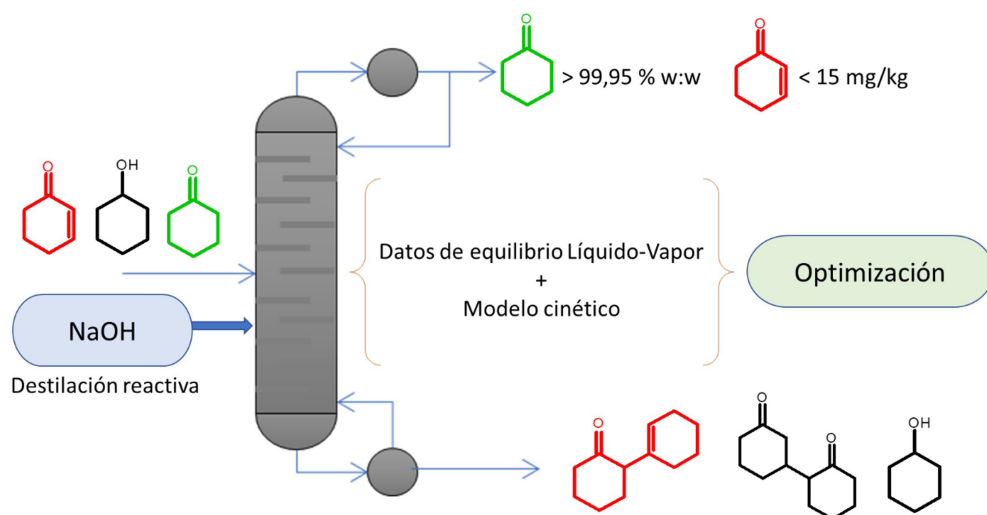 O
> 99,95 % w:w
O
< 15 mg/kg
O
OH
O
Datos de equilibrio Líquido-Vapor
+
Modelo cinético
Optimización
NaOH
Destilación reactiva
O
O
O
OH